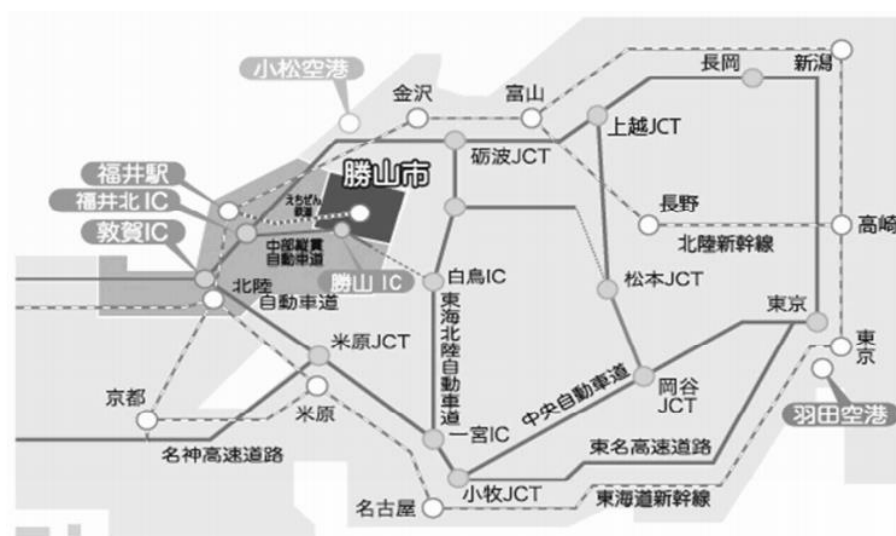 小松空港
金沢
富山
長岡
新潟
上越JCT
砺波JCT
福井駅
勝山市
福井北IC
えちぜん
鉄道
敦賀IC
中部縦貫
自動車道
勝山 IC
長野
北陸新幹線
高崎
白鳥IC
松本JCT
北陸
自動車道
東海北陸自動車道
東京
東京
米原JCT
中央自動車道
岡谷
JCT
羽田空港
京都
米原
一宮IC
名神高速道路
東名高速道路
小牧JCT
名古屋
東海道新幹線